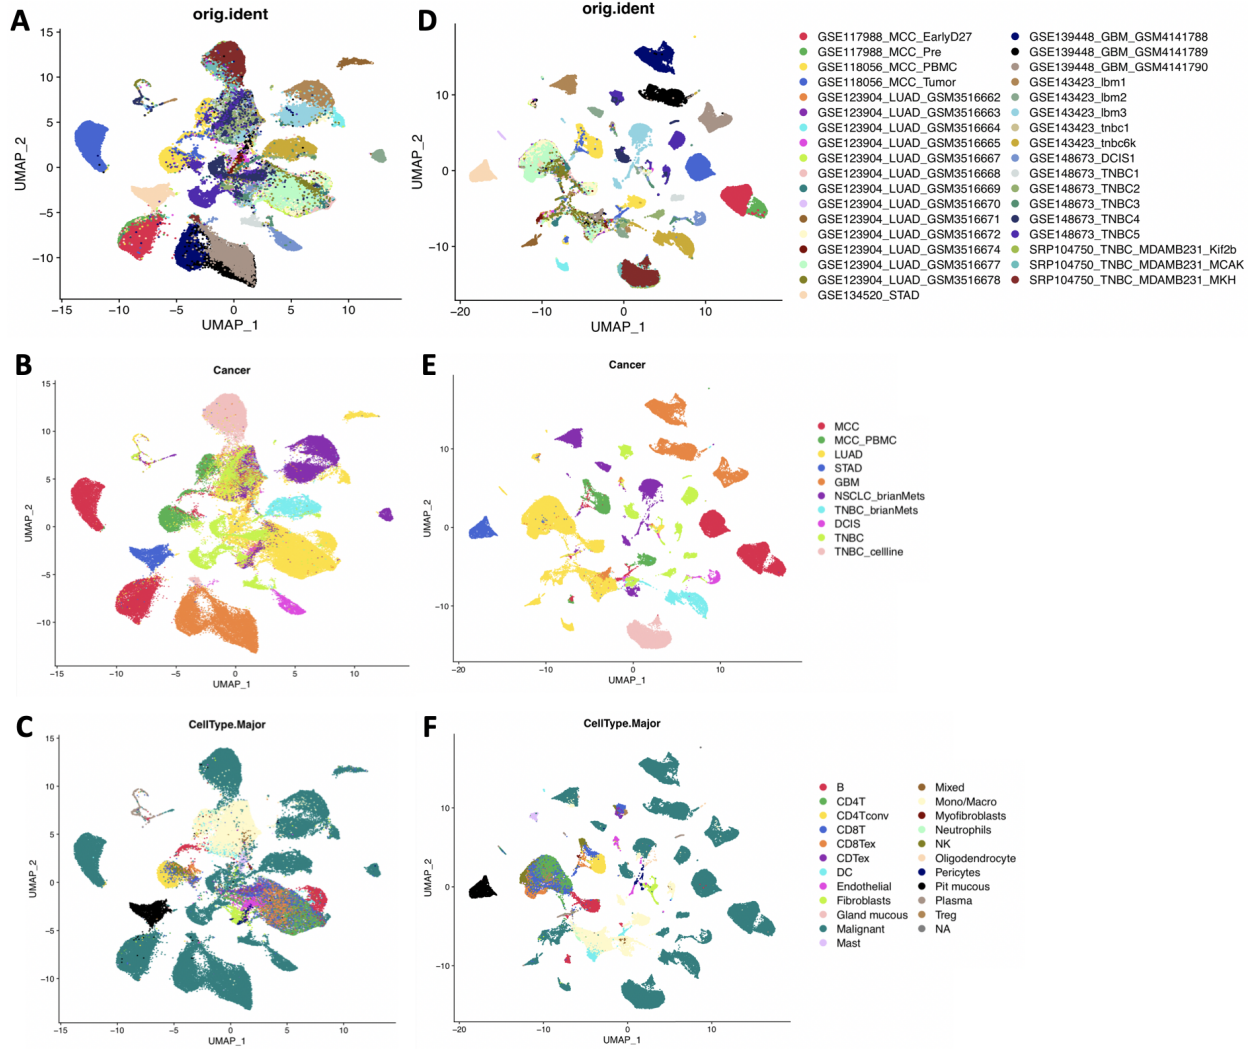 A
orig.ident
15
10
5
0
−5
−10
UMAP_2
−15
−10
−5
0
5
10
UMAP_1
D
orig.ident
10
0
−10
UMAP_2
−20
−10
0
10
UMAP_1
GSE117988_MCC_EarlyD27
GSE117988_MCC_Pre
GSE118056_MCC_PBMC
GSE118056_MCC_Tumor
GSE123904_LUAD_GSM3516662
GSE123904_LUAD_GSM3516663
GSE123904_LUAD_GSM3516664
GSE123904_LUAD_GSM3516665
GSE123904_LUAD_GSM3516667
GSE123904_LUAD_GSM3516668
GSE123904_LUAD_GSM3516669
GSE123904_LUAD_GSM3516670
GSE123904_LUAD_GSM3516671
GSE123904_LUAD_GSM3516672
GSE123904_LUAD_GSM3516674
GSE123904_LUAD_GSM3516677
GSE123904_LUAD_GSM3516678
GSE134520_STAD
GSE139448_GBM_GSM4141788
GSE139448_GBM_GSM4141789
GSE139448_GBM_GSM4141790
GSE143423_lbm1
GSE143423_lbm2
GSE143423_lbm3
GSE143423_tnbc1
GSE143423_tnbc6k
GSE148673_DCIS1
GSE148673_TNBC1
GSE148673_TNBC2
GSE148673_TNBC3
GSE148673_TNBC4
GSE148673_TNBC5
SRP104750_TNBC_MDAMB231_Kif2b
SRP104750_TNBC_MDAMB231_MCAK
SRP104750_TNBC_MDAMB231_MKH
B
Cancer
15
10
5
0
−5
−10
UMAP_2
−15
−10
−5
0
5
10
UMAP_1
E
Cancer
10
0
−10
UMAP_2
−20
−10
0
10
UMAP_1
MCC
MCC_PBMC
LUAD
STAD
GBM
NSCLC_brianMets
TNBC_brianMets
DCIS
TNBC
TNBC_cellline
C
CellType.Major
15
10
5
0
−5
−10
UMAP_2
−15
−10
−5
0
5
10
UMAP_1
F
CellType.Major
10
0
−10
UMAP_2
−20
−10
0
10
UMAP_1
B
CD4T
CD4Tconv
CD8T
CD8Tex
CDTex
DC
Endothelial
Fibroblasts
Gland mucous
Malignant
Mast
Mixed
Mono/Macro
Myofibroblasts
Neutrophils
NK
Oligodendrocyte
Pericytes
Pit mucous
Plasma
Treg
NA